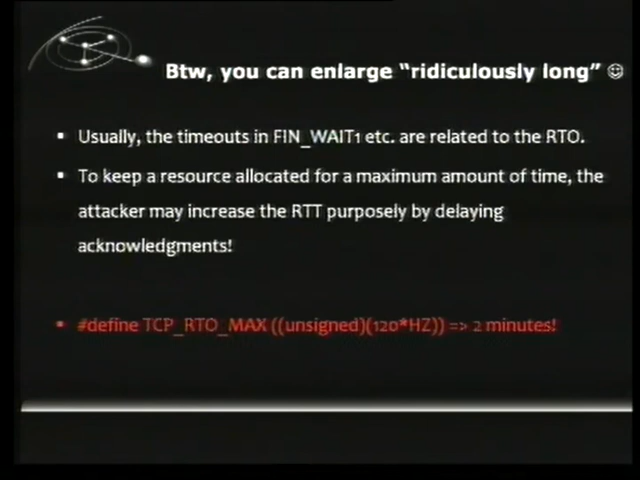 Btw, you can enlarge “ridiculously long” ☺
▪ Usually, the timeouts in FIN_WAIT1 etc. are related to the RTO.
▪ To keep a resource allocated for a maximum amount of time, the
attacker may increase the RTT purposely by delaying
acknowledgments!
▪ #define TCP_RTO_MAX ((unsigned)(120*HZ)) => 2 minutes!